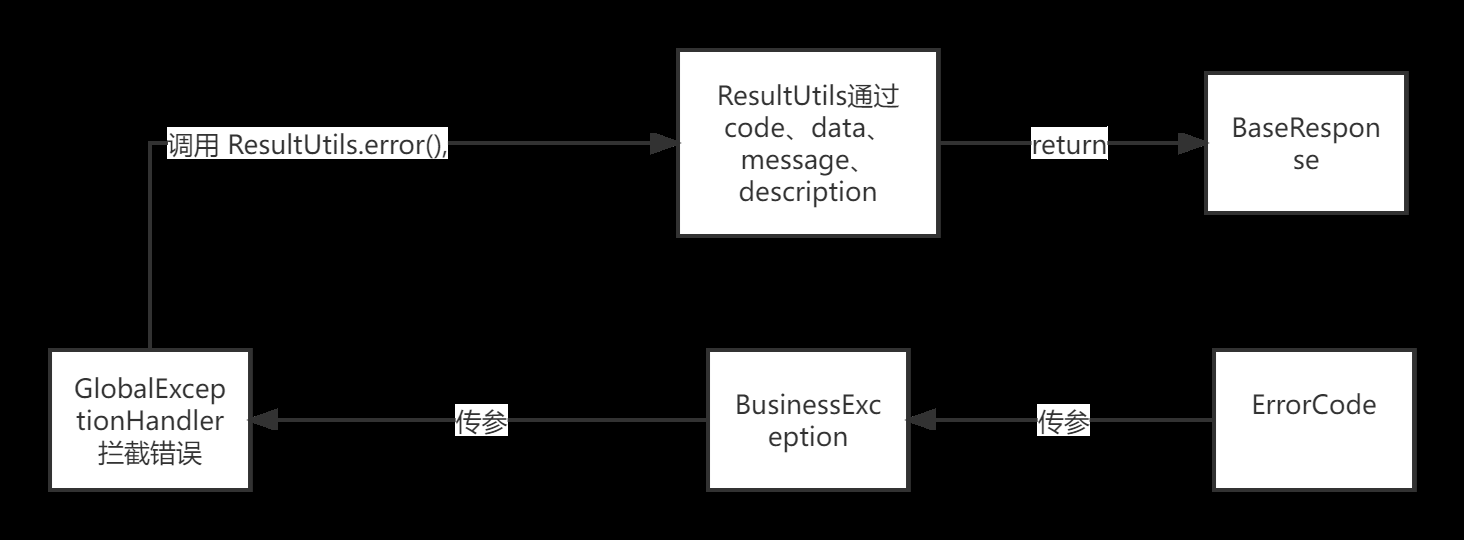 调用 ResultUtils.error(),
ResultUtils通过
code、data、
message、
description
return
BaseRespon
se
GlobalExcep
tionHandler
拦截错误
传参
BusinessExc
eption
传参
ErrorCode